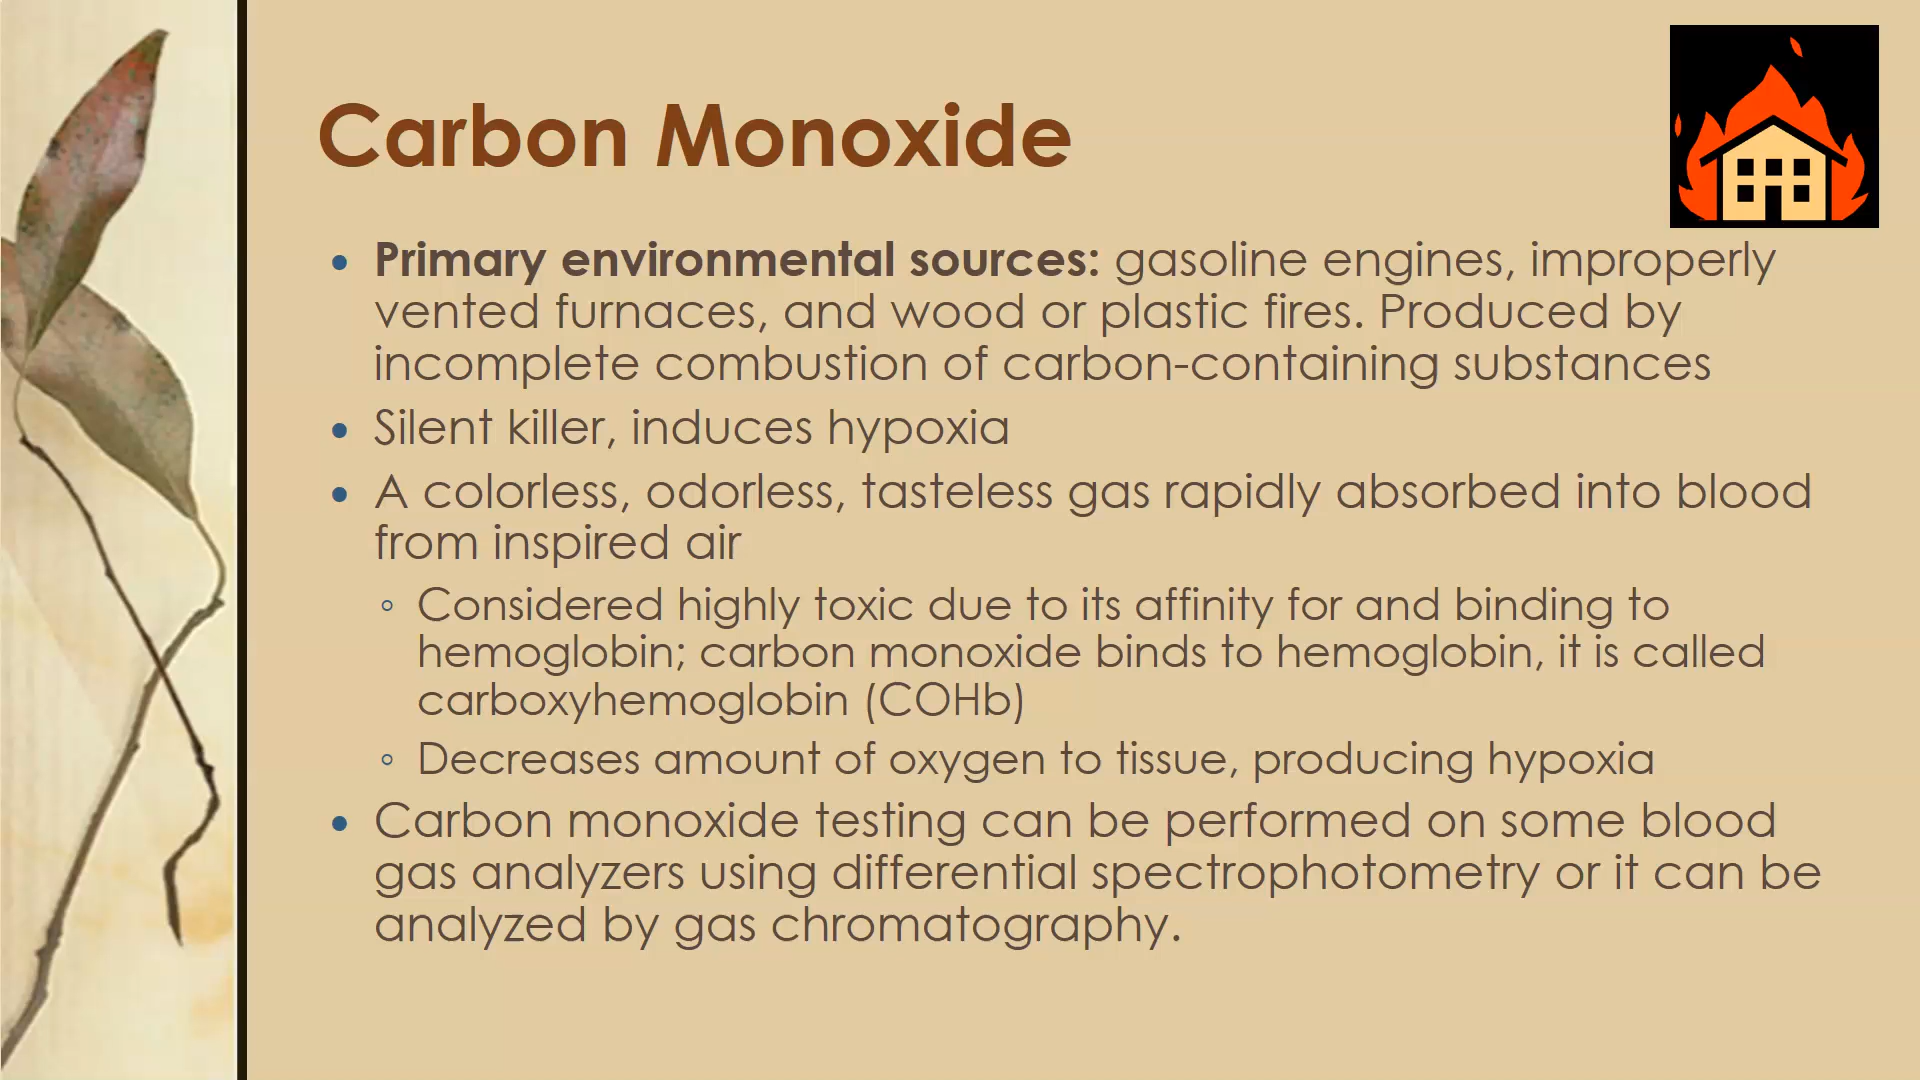 Carbon Monoxide
• Primary environmental sources: gasoline engines, improperly
vented furnaces, and wood or plastic fires. Produced by
incomplete combustion of carbon-containing substances
• Silent killer, induces hypoxia
• A colorless, odorless, tasteless gas rapidly absorbed into blood
from inspired air
◦ Considered highly toxic due to its affinity for and binding to
hemoglobin; carbon monoxide binds to hemoglobin, it is called
carboxyhemoglobin (COHb)
◦ Decreases amount of oxygen to tissue, producing hypoxia
• Carbon monoxide testing can be performed on some blood
gas analyzers using differential spectrophotometry or it can be
analyzed by gas chromatography.